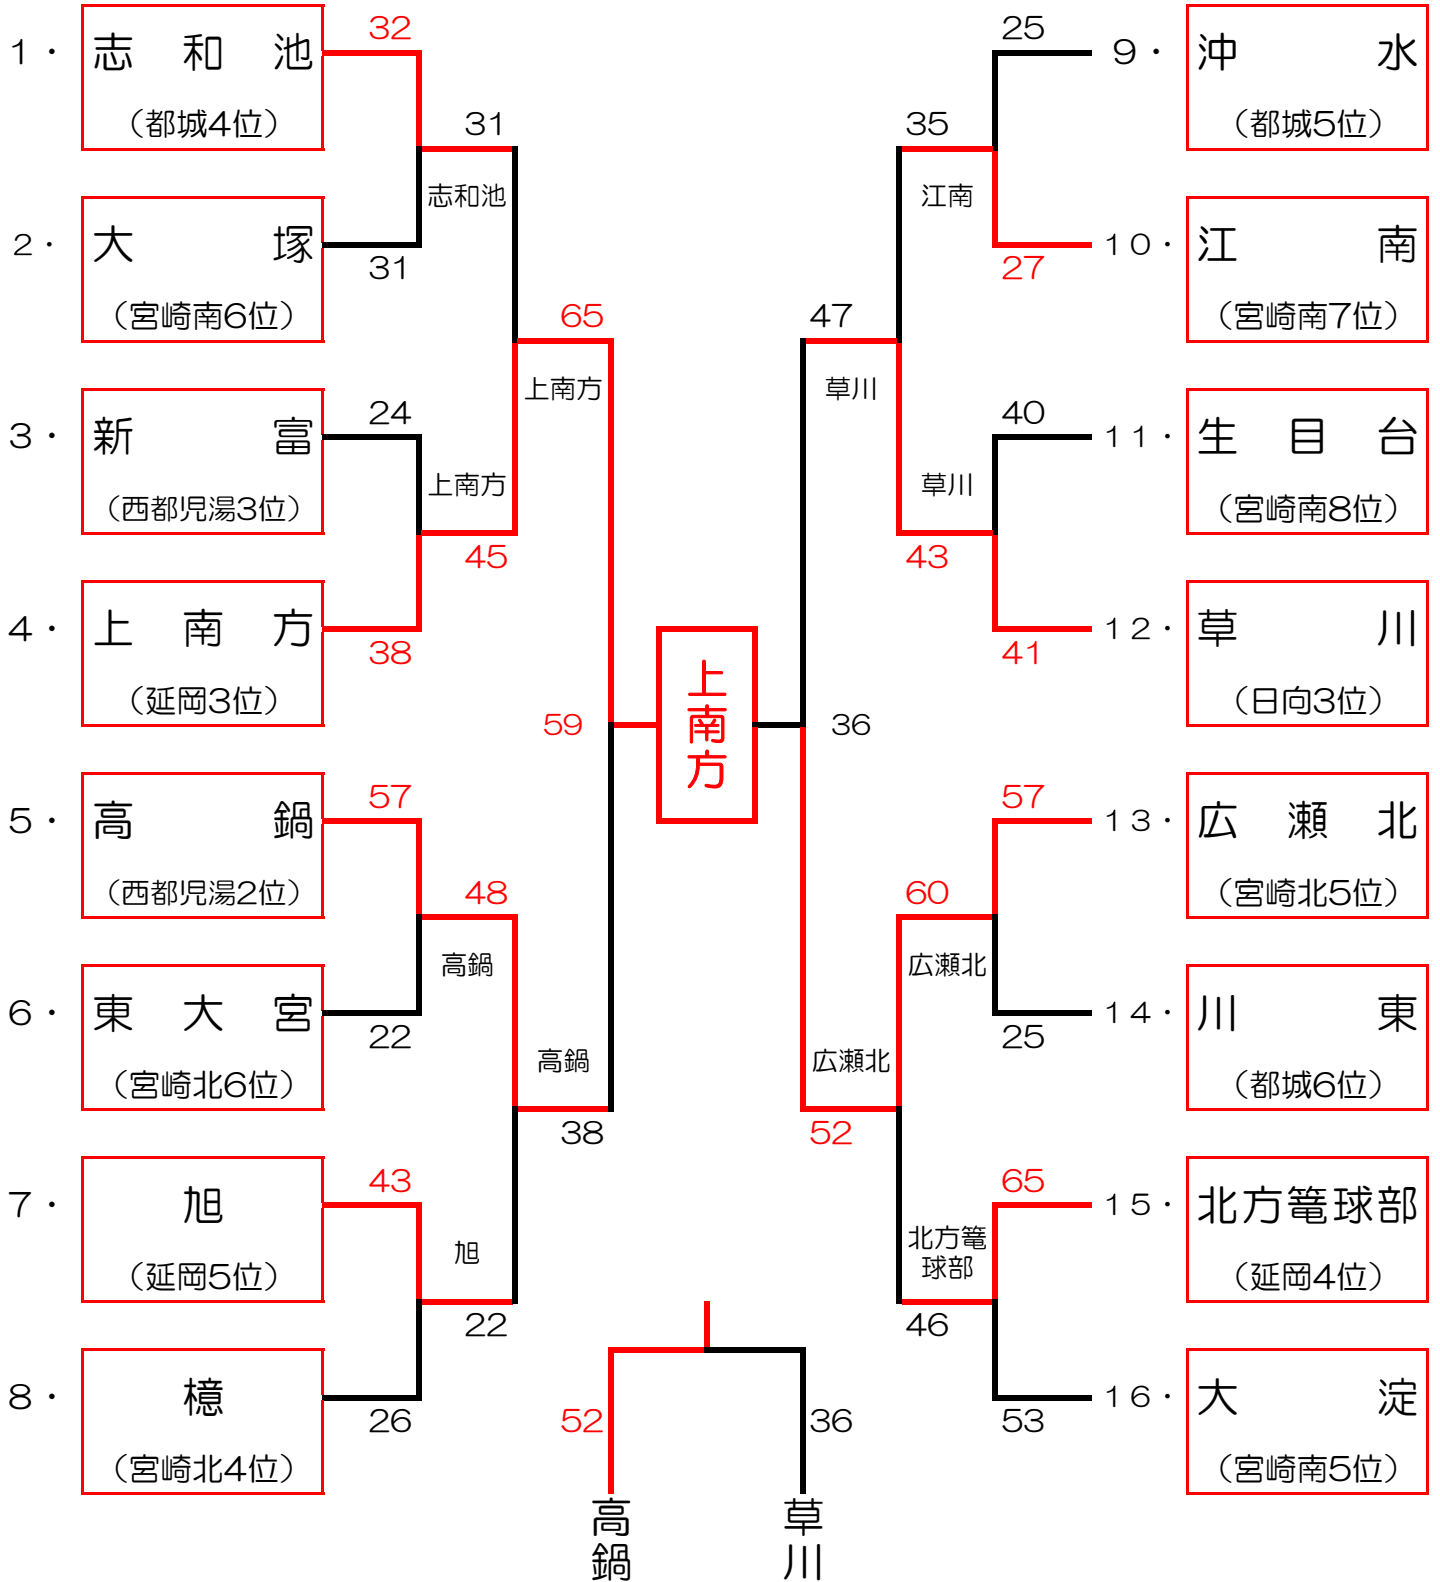 1・ 志和池
（都城4位）
32
2・ 大塚
（宮崎南6位）
31
31
志和池
3・ 新富
（西都児湯3位）
24
4・ 上南方
（延岡3位）
38
上南方
45
65
上南方
5・ 高鍋
（西都児湯2位）
57
6・ 東大宮
（宮崎北6位）
22
48
高鍋
7・ 旭
（延岡5位）
43
8・ 檍
（宮崎北4位）
26
旭
22
高鍋
38
59
上南方
36
9・ 沖水
（都城5位）
25
10・ 江南
（宮崎南7位）
27
35
江南
11・ 生目台
（宮崎南8位）
40
12・ 草川
（日向3位）
41
草川
43
47
草川
13・ 広瀬北
（宮崎北5位）
57
14・ 川東
（都城6位）
25
60
広瀬北
15・ 北方篭球部
（延岡4位）
65
16・ 大淀
（宮崎南5位）
53
北方篭
球部
46
広瀬北
52
52
36
高鍋
草川